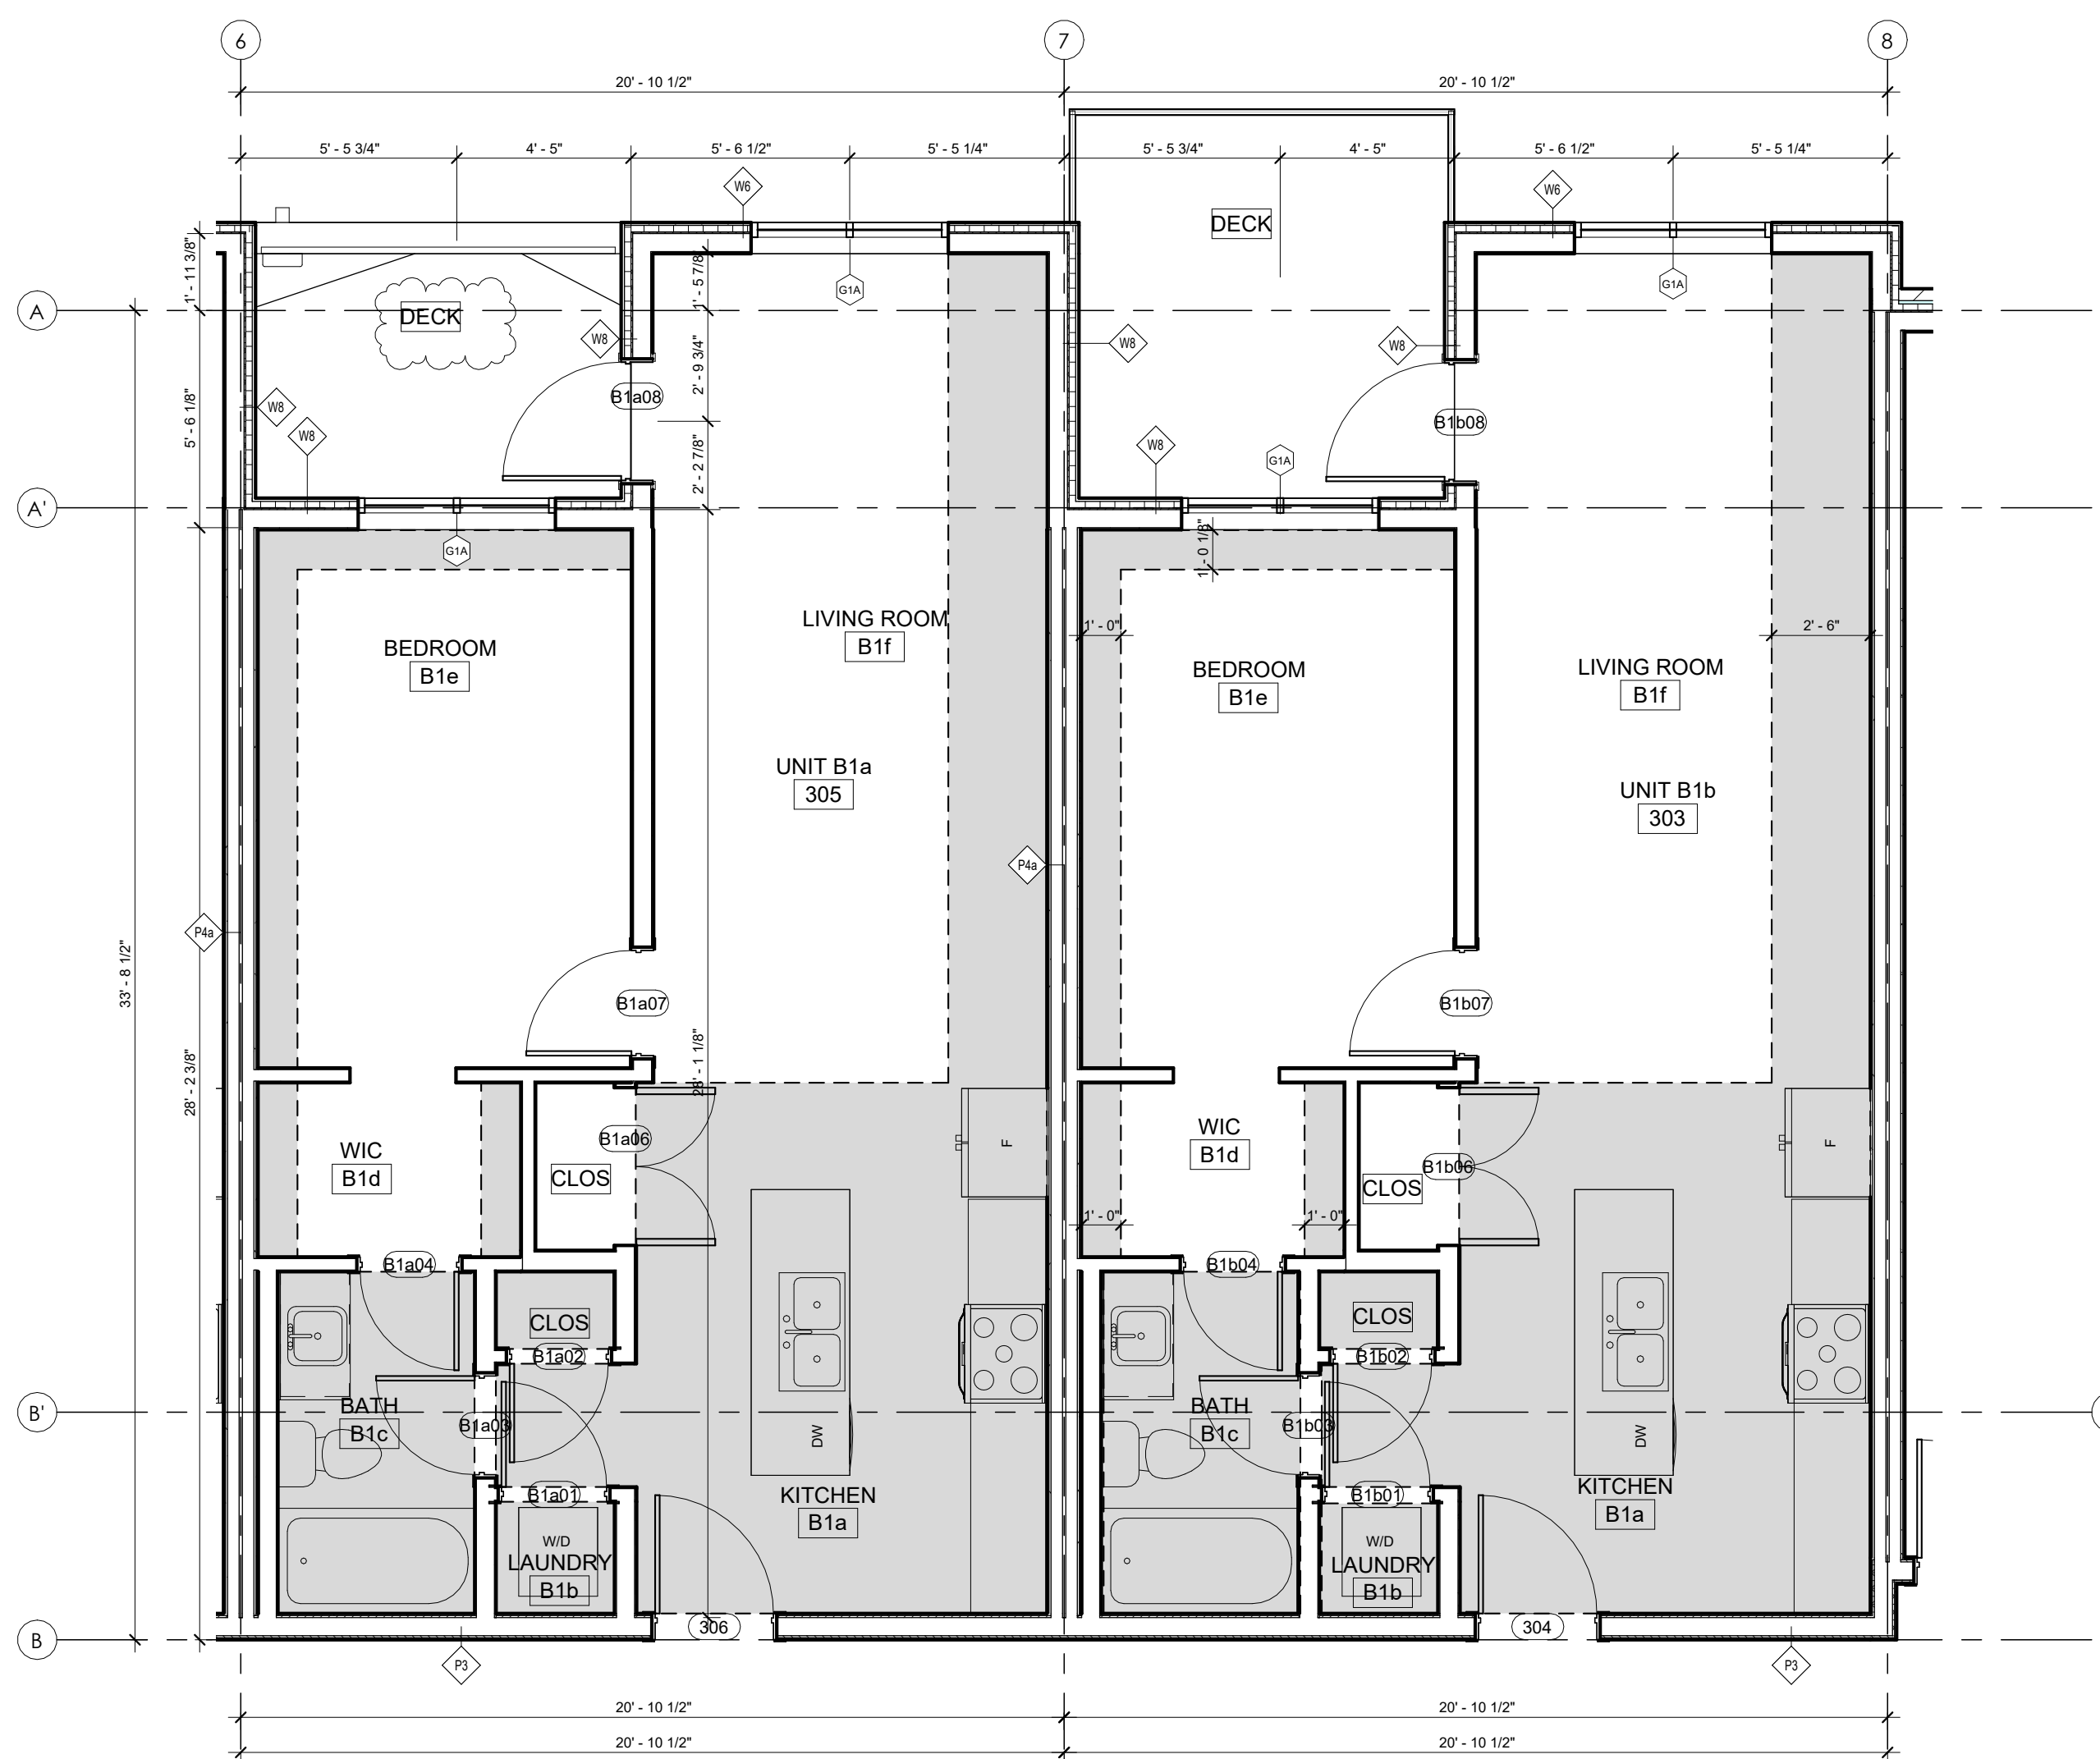 6
7
8
20' - 10 1/2"
20' - 10 1/2"
5' - 5 3/4"
4' - 5"
5' - 6 1/2"
5' - 5 1/4"
5' - 5 3/4"
4' - 5"
5' - 6 1/2"
5' - 5 1/4"
W6
W6
DECK
1' - 11 3/8"
1' - 5 7/8"
G1A
G1A
A
DECK
W8
W8
W8
2' - 9 3/4"
B1a08
B1b08
W8
W8
5' - 6 1/8"
W8
G1A
2' - 2 7/8"
A'
G1A
1' - 0 1/8"
LIVING ROOM
B1f
1' - 0"
2' - 6"
BEDROOM
B1e
BEDROOM
B1e
LIVING ROOM
B1f
UNIT B1a
305
UNIT B1b
303
P4a
P4a
33' - 8 1/2"
B1a07
B1b07
28' - 2 3/8"
28' - 1 1/8"
WIC
B1d
B1a06
CLOS
F
WIC
B1d
B1b06
CLOS
F
1' - 0"
1' - 0"
B1a04
B1b04
CLOS
B1a02
CLOS
B1b02
BATH
B1c
B1a03
BATH
B1c
B1b03
B'
DW
DW
KITCHEN
B1a
KITCHEN
B1a
B1a01
B1b01
W/D
LAUNDRY
B1b
W/D
LAUNDRY
B1b
B
306
304
P3
P3
20' - 10 1/2"
20' - 10 1/2"
20' - 10 1/2"
20' - 10 1/2"